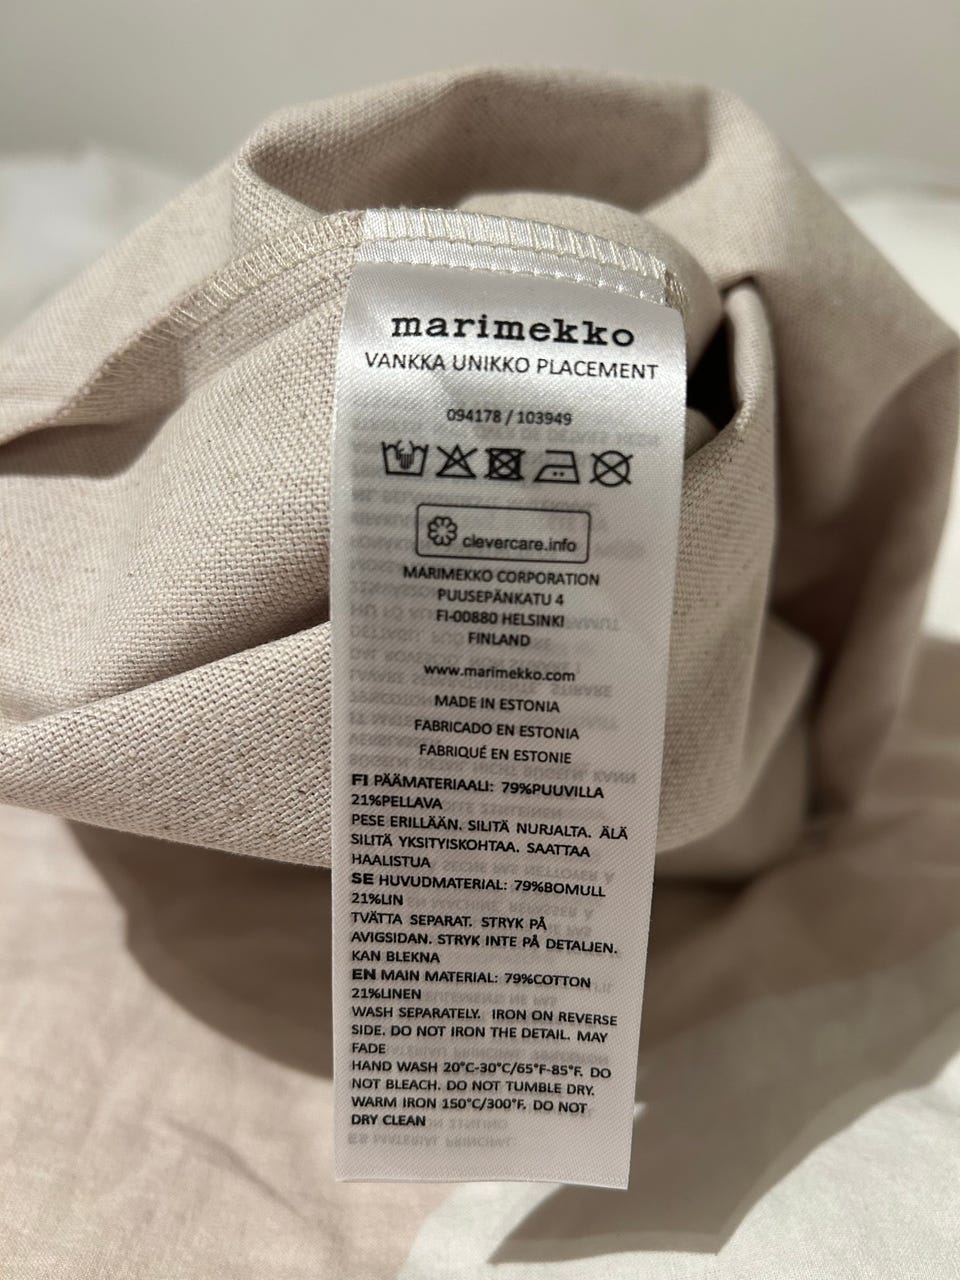 marimekko
VANKKA UNIKKO PLACEMENT
094178 / 103949
clevercare.info
MARIMEKKO CORPORATION
PUUSEPÄNKATU 4
FI-00880 HELSINKI
FINLAND
www.marimekko.com
MADE IN ESTONIA
FABRICADO EN ESTONIA
FABRIQUÉ EN ESTONIE
FI PÄÄMATERIAALI: 79%PUUVILLA
21%PELLAVA
PESE ERILLÄÄN. SILITÄ NURJALTA. ÄLÄ
SILITÄ YKSITYISKOHTAA. SAATTAA
HAALISTUA
SE HUVUDMATERIAL: 79%BOMULL
21%LIN
TVÄTTA SEPARAT. STRYK PÅ
AVIGSIDAN. STRYK INTE PÅ DETALJEN.
KAN BLEKNA
EN MAIN MATERIAL: 79%COTTON
21%LINEN
WASH SEPARATELY. IRON ON REVERSE
SIDE. DO NOT IRON THE DETAIL. MAY
FADE
HAND WASH 20°C-30°C/65°F-85°F. DO
NOT BLEACH. DO NOT TUMBLE DRY.
WARM IRON 150°C/300°F. DO NOT
DRY CLEAN